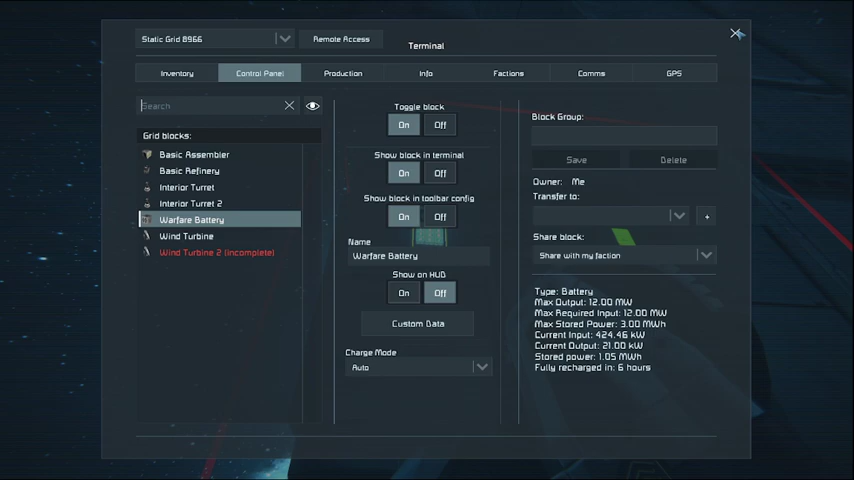 Static Grid 8966
Remote Access
Terminal
Inventory
Control Panel
Production
Info
Factions
Comms
GPS
Search
Grid blocks:
Basic Assembler
Basic Refinery
Interior Turret
Interior Turret 2
Warfare Battery
Wind Turbine
Wind Turbine 2 (Incomplete)
Toggle block
On Off
Show block in terminal
On Off
Show block in toolbar config
On Off
Name
Warfare Battery
Show on HUD
On Off
Custom Data
Charge Mode
Auto
Block Group:
Save Delete
Owner: Me
Transfer to:
+
Share block:
Share with my faction
Type: Battery
Max Output: 12.00 MW
Max Required Input: 12.00 MW
Max Stored Power: 3.00 MWh
Current Input: 424.46 kW
Current Output: 21.00 kW
Stored power: 1.05 MWh
Fully recharged in: 6 hours